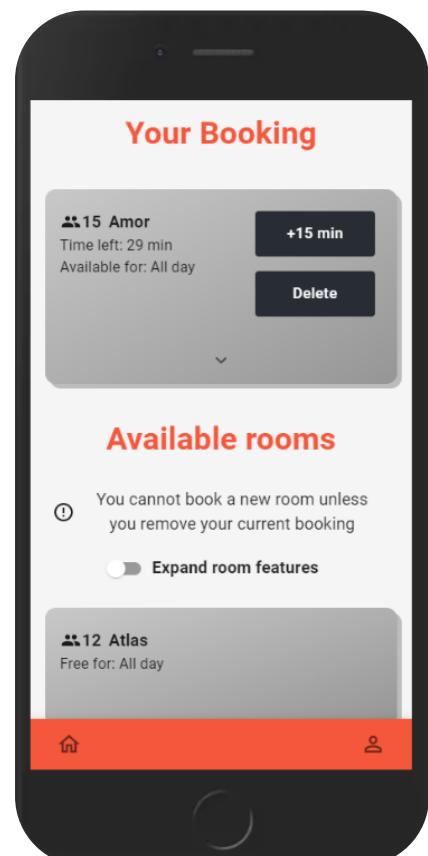 Your Booking
15 Amor
Time left: 29 min
Available for: All day
+15 min
Delete
Available rooms
You cannot book a new room unless
you remove your current booking
Expand room features
12 Atlas
Free for: All day